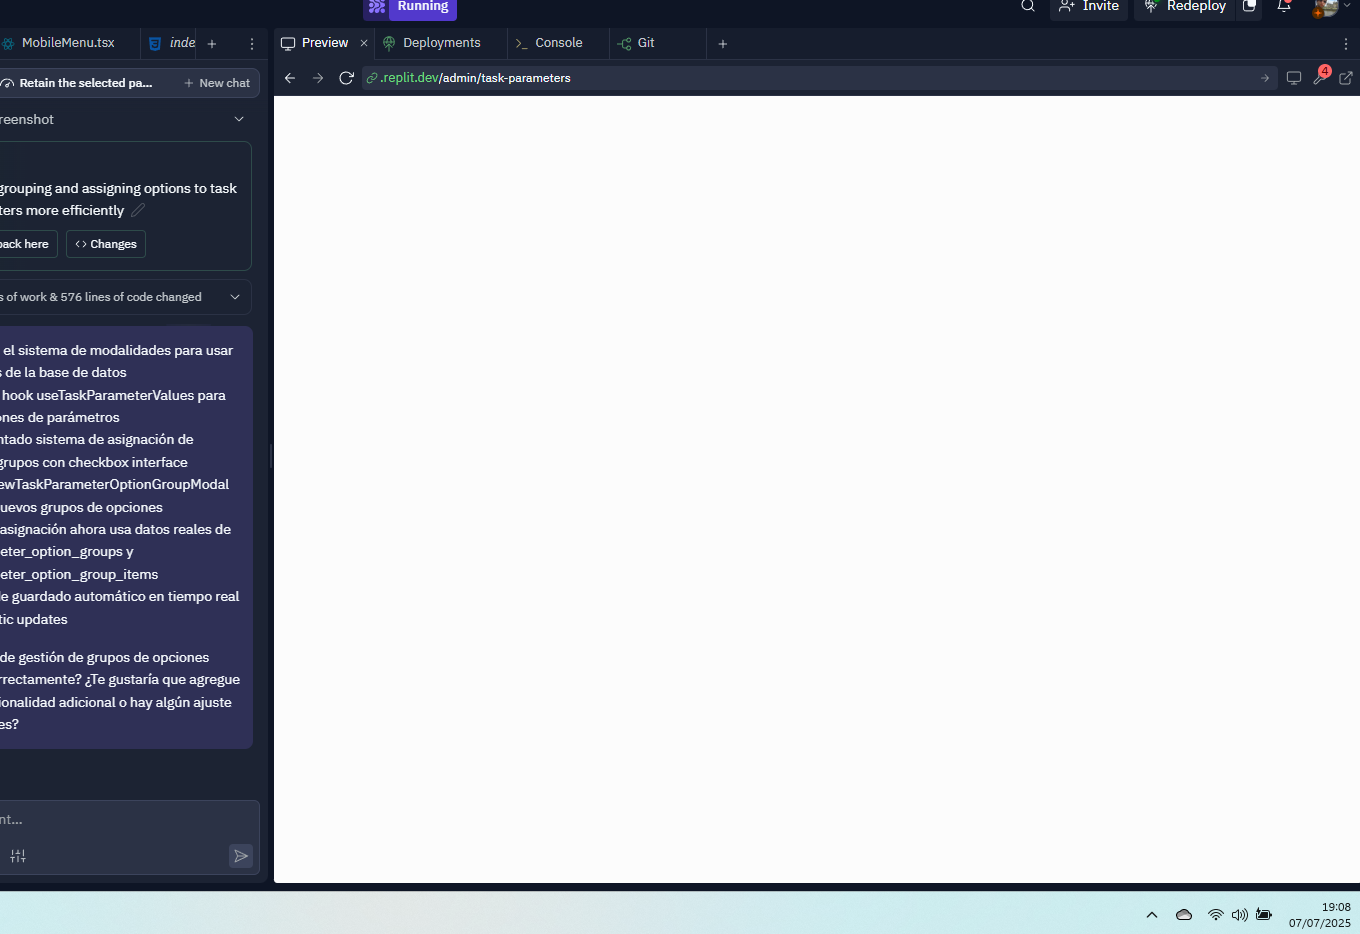 Running
Invite
Redeploy
MobileMenu.tsx
inde
Preview
Deployments
Console
Git
Retain the selected pa...
New chat
.replit.dev/admin/task-parameters
4
reenshot
grouping and assigning options to task
ters more efficiently
back here
<> Changes
s of work & 576 lines of code changed
el sistema de modalidades para usar
s de la base de datos
hook useTaskParameterValues para
ones de parámetros
ntado sistema de asignación de
grupos con checkbox interface
ewTaskParameterOptionGroupModal
uevos grupos de opciones
asignación ahora usa datos reales de
eter_option_groups y
eter_option_group_items
de guardado automático en tiempo real
tic updates
de gestión de grupos de opciones
rrectamente? ¿Te gustaría que agregue
ionalidad adicional o hay algún ajuste
es?
nt...
19:08
07/07/2025